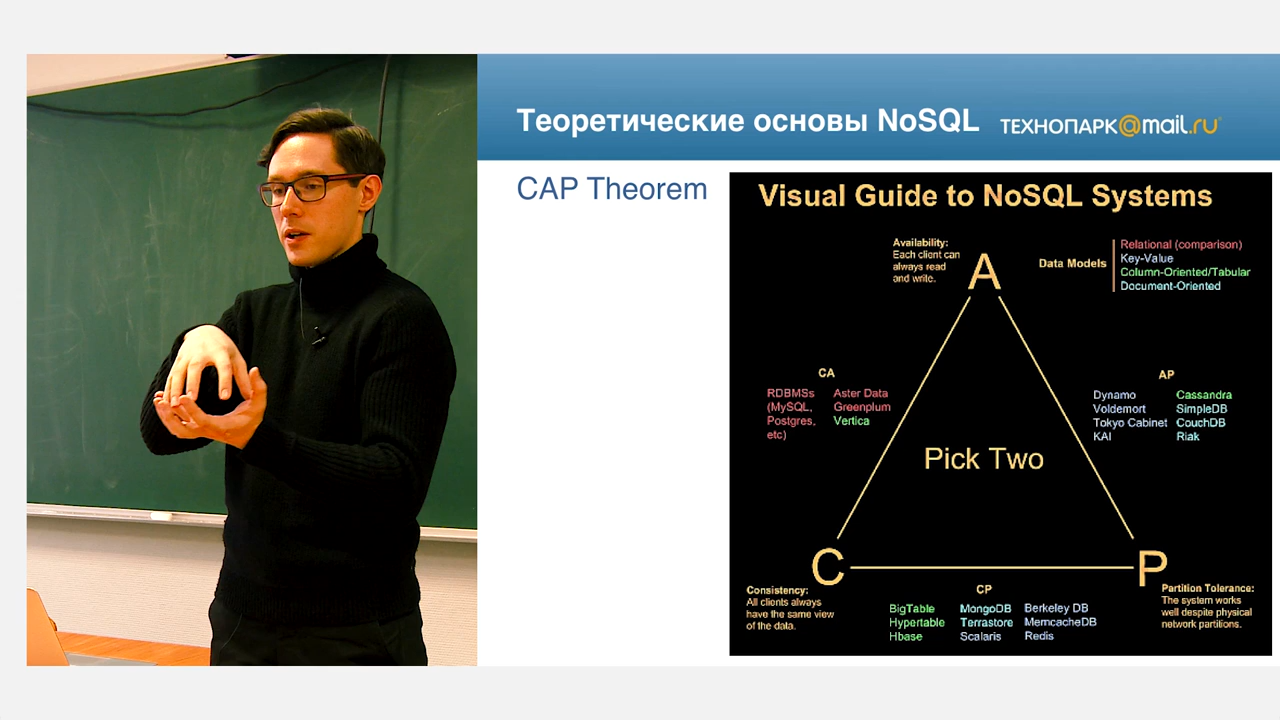 Теоретические основы NoSQL
ТЕХНОПАРК@mail.ru
CAP Theorem
Visual Guide to NoSQL Systems
Availability:
Each client can
always read
and write.
A
Data Models
Relational (comparison)
Key-Value
Column-Oriented/Tabular
Document-Oriented
CA
RDBMSs
(MySQL,
Postgres,
etc)
Aster Data
Greenplum
Vertica
AP
Dynamo
Voldemort
Tokyo Cabinet
KAI
Cassandra
SimpleDB
CouchDB
Riak
Pick Two
C
Consistency:
All clients always
have the same view
of the data.
CP
BigTable
Hypertable
Hbase
MongoDB
Terrastore
Scalaris
Berkeley DB
MemcacheDB
Redis
P
Partition Tolerance:
The system works
well despite physical
network partitions.